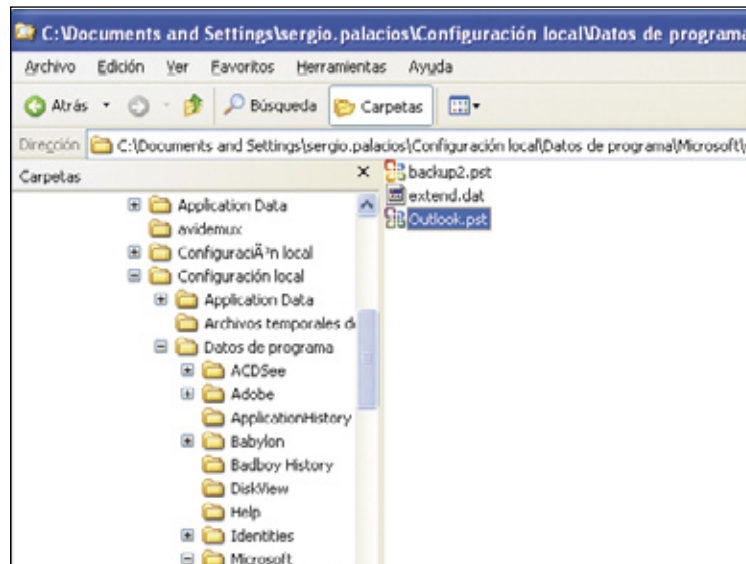 C:\Documents and Settings\sergio.palacios\Configuración local\Datos de programa
Archivo Edición Ver Favoritos Herramientas Ayuda
Atrás Búsqueda Carpetas
Dirección C:\Documents and Settings\sergio.palacios\Configuración local\Datos de programa\Microsoft\
Carpetas
Application Data
avidemux
ConfiguraciÃ³n local
Configuración local
Application Data
Archivos temporales d
Datos de programa
ACDSee
Adobe
ApplicationHistory
Babylon
Badboy History
DiskView
Help
Identities
Microsoft
backup2.pst
extend.dat
Outlook.pst